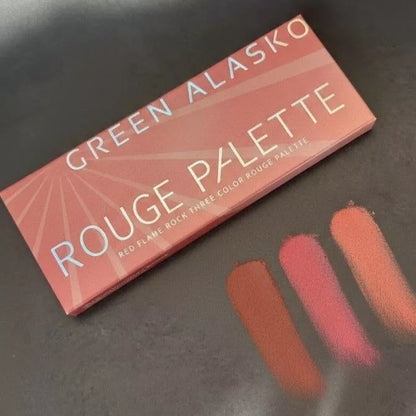 GREEN ALASKO
ROUGE PALETTE
RED FLAME ROCK THREE COLOR ROUGE PALETTE